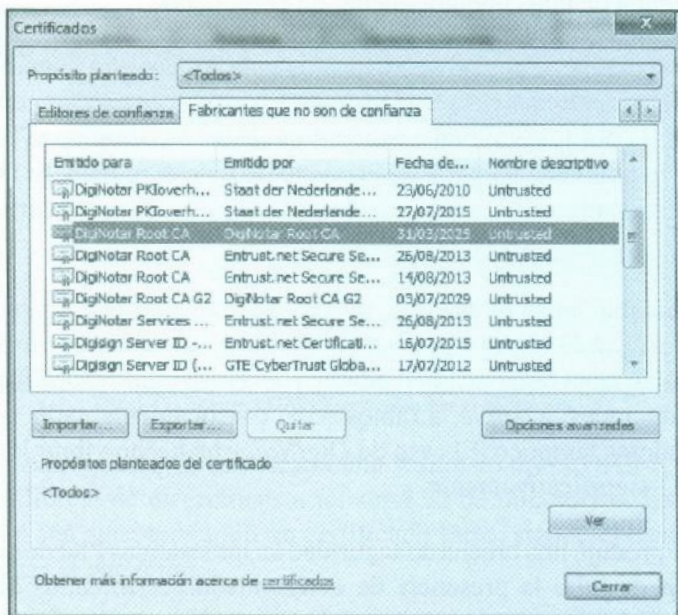 Certificados
Propósito planteado: <Todos>
Editores de confianza Fabricantes que no son de confianza
Emitido para Emitido por Fecha de... Nombre descriptivo
DigiNotar PKIoverh... Staat der Nederlande... 23/06/2010 Untrusted
DigiNotar PKIoverh... Staat der Nederlande... 27/07/2015 Untrusted
DigiNotar Root CA DigiNotar Root CA 31/03/2025 Untrusted
DigiNotar Root CA Entrust.net Secure Se... 26/08/2013 Untrusted
DigiNotar Root CA Entrust.net Secure Se... 14/08/2013 Untrusted
DigiNotar Root CA G2 DigiNotar Root CA G2 03/07/2029 Untrusted
DigiNotar Services ... Entrust.net Secure Se... 26/08/2013 Untrusted
Digisign Server ID -... Entrust.net Certificati... 16/07/2015 Untrusted
Digisign Server ID (... GTE CyberTrust Globa... 17/07/2012 Untrusted
Importar... Exportar... Quitar Opciones avanzadas
Propósitos planteados del certificado
<Todos>
Ver
Obtener más información acerca de certificados
Cerrar